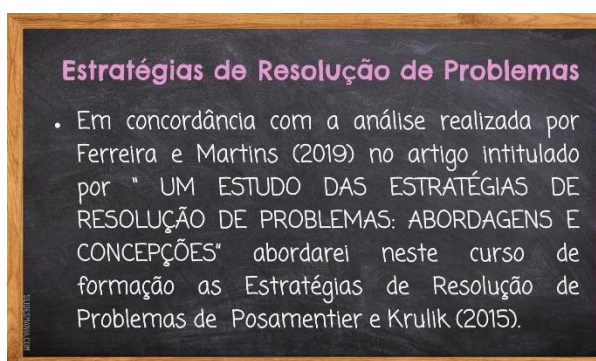 Estratégias de Resolução de Problemas
• Em concordância com a análise realizada por
Ferreira e Martins (2019) no artigo intitulado
por " UM ESTUDO DAS ESTRATÉGIAS DE
RESOLUÇÃO DE PROBLEMAS: ABORDAGENS E
CONCEPÇÕES" abordarei neste curso de
formação as Estratégias de Resolução de
Problemas de Posamentier e Krulik (2015).
SLIDESMANIA.COM